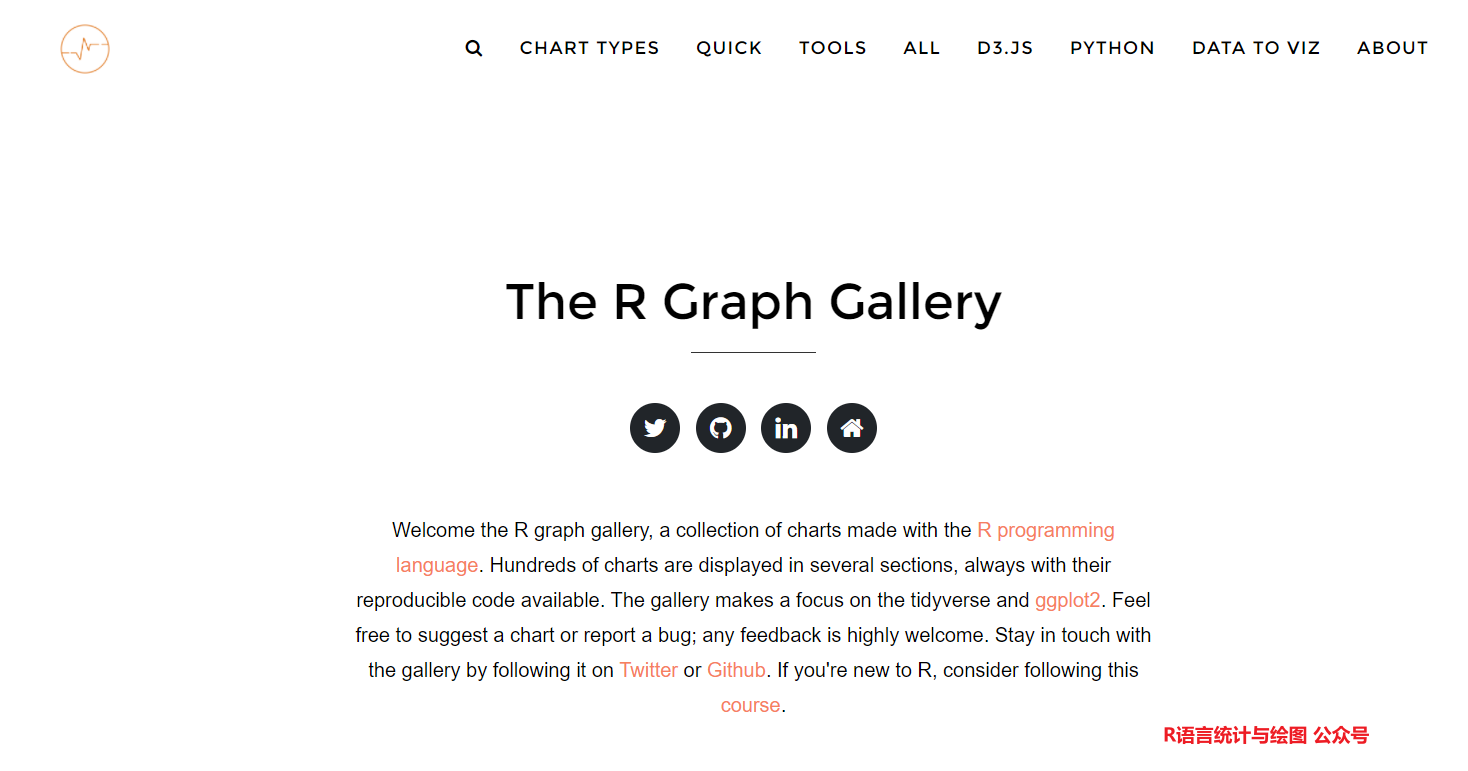 CHART TYPES QUICK TOOLS ALL D3.JS PYTHON DATA TO VIZ ABOUT
The R Graph Gallery
Welcome the R graph gallery, a collection of charts made with the R programming
language. Hundreds of charts are displayed in several sections, always with their
reproducible code available. The gallery makes a focus on the tidyverse and ggplot2. Feel
free to suggest a chart or report a bug; any feedback is highly welcome. Stay in touch with
the gallery by following it on Twitter or Github. If you're new to R, consider following this
course.
R语言统计与绘图 公众号